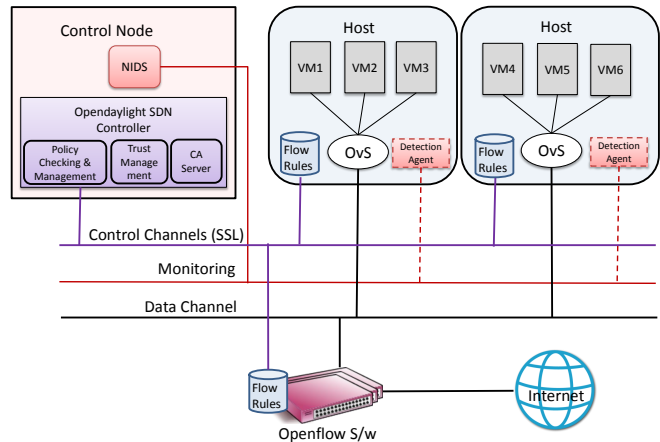 Control Node
NIDS
Opendaylight SDN
Controller
Policy
Checking &
Management
Trust
Manage
ment
CA
Server
Host
VM1
VM2
VM3
Flow
Rules
OvS
Detection
Agent
Host
VM4
VM5
VM6
Flow
Rules
OvS
Detection
Agent
Control Channels (SSL)
Monitoring
Data Channel
Flow
Rules
Openflow S/w
Internet